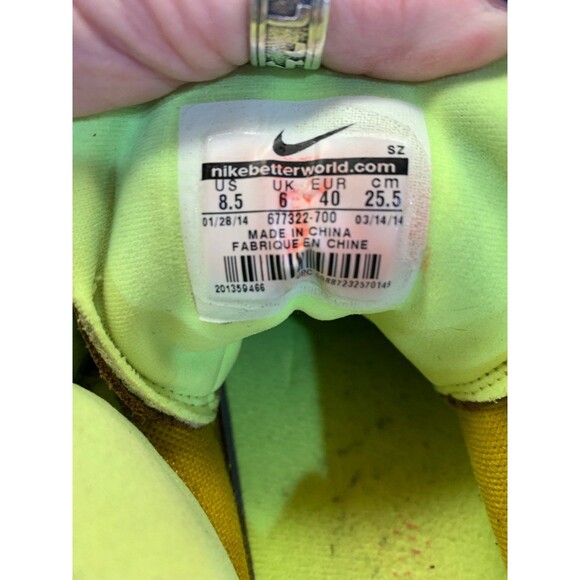 SZ
nikebetterworld.com
US UK EUR cm
8.5 6 40 25.5
01/28/14 677322-700 03/14/14
MADE IN CHINA
FABRIQUE EN CHINE
201359466